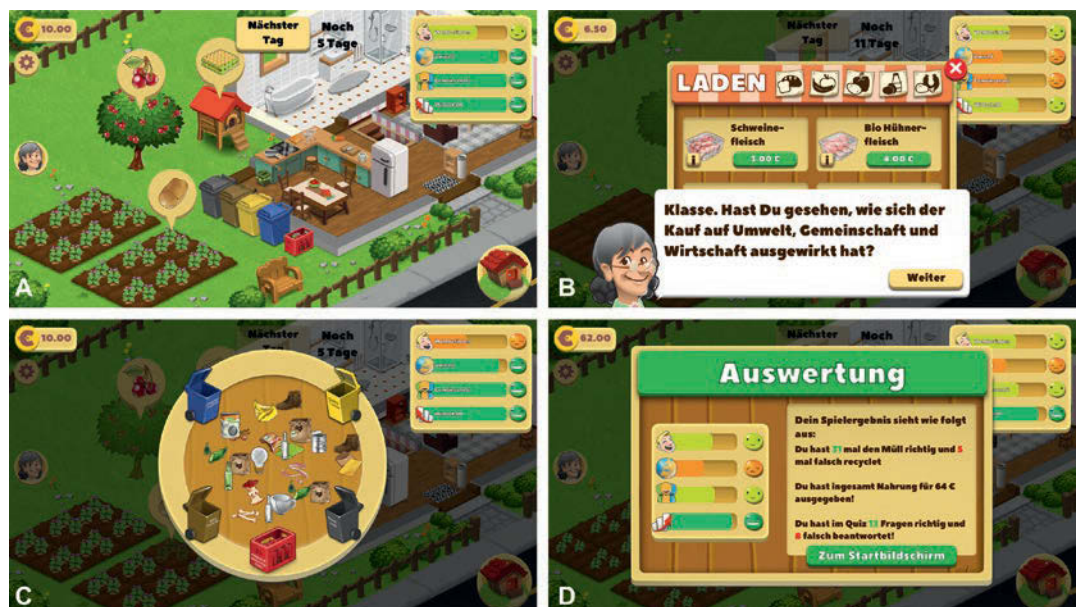 10.00
Nächster
Tag
Noch
5 Tage
A
6.50
Nächster
Tag
Noch
11 Tage
LADEN
Schweine-
fleisch
3.00 €
Bio Hühner-
fleisch
4.00 €
Klasse. Hast Du gesehen, wie sich der
Kauf auf Umwelt, Gemeinschaft und
Wirtschaft ausgewirkt hat?
Weiter
B
10.00
Nächster
Noch
5 Tage
C
62.00
Nächster
Noch
Auswertung
Dein Spielergebnis sieht wie folgt
aus:
Du hast 71 mal den Müll richtig und 5
mal falsch recyclet
Du hast ingesamt Nahrung für 64 €
ausgegeben!
Du hast im Quiz 13 Fragen richtig und
8 falsch beantwortet!
Zum Startbildschirm
D